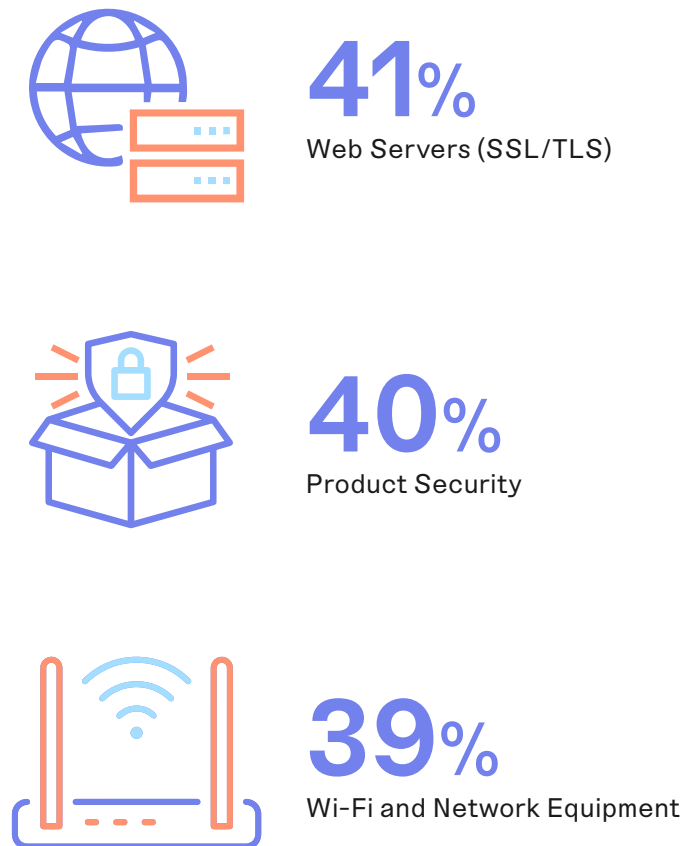 41%
Web Servers (SSL/TLS)
40%
Product Security
39%
Wi-Fi and Network Equipment